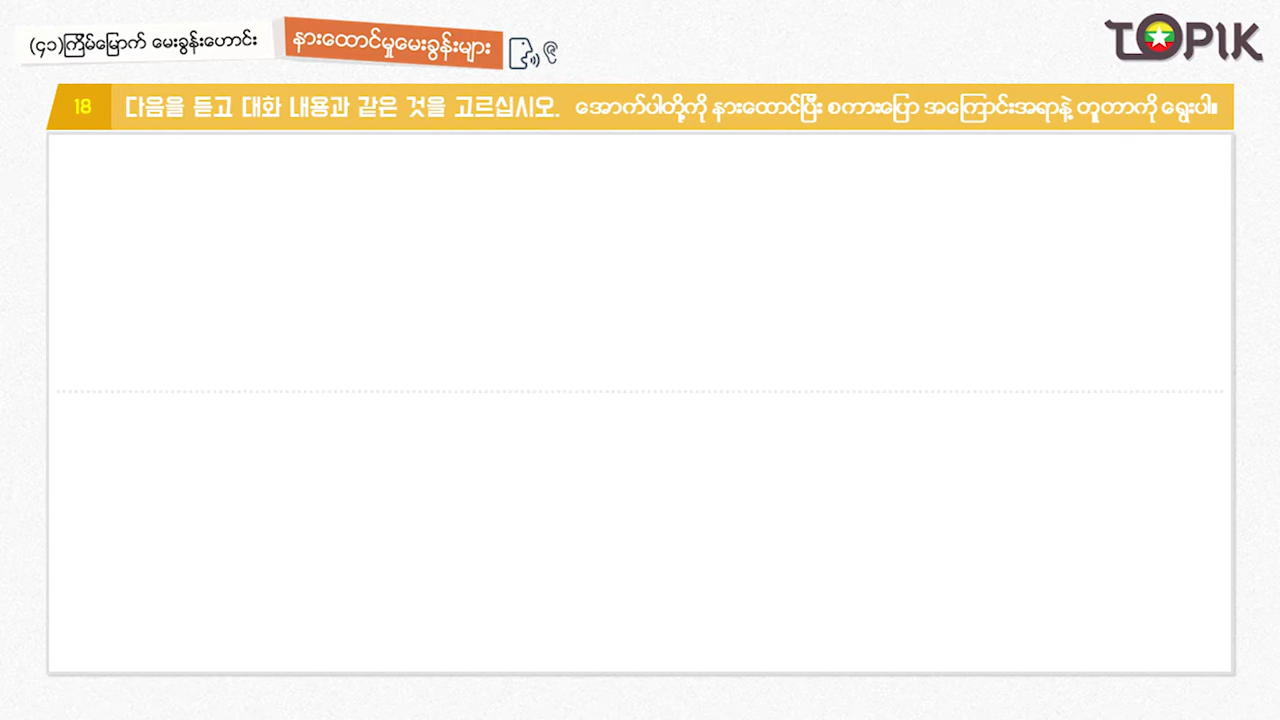 (၄၁)ကြိမ်မြောက် မေးခွန်းဟောင်း
နားထောင်မှုမေးခွန်းများ
TOPIK
18 다음을 듣고 대화 내용과 같은 것을 고르십시오. အောက်ပါတို့ကို နားထောင်ပြီး စကားပြော အကြောင်းအရာနဲ့ တူတာကို ရွေးပါ။